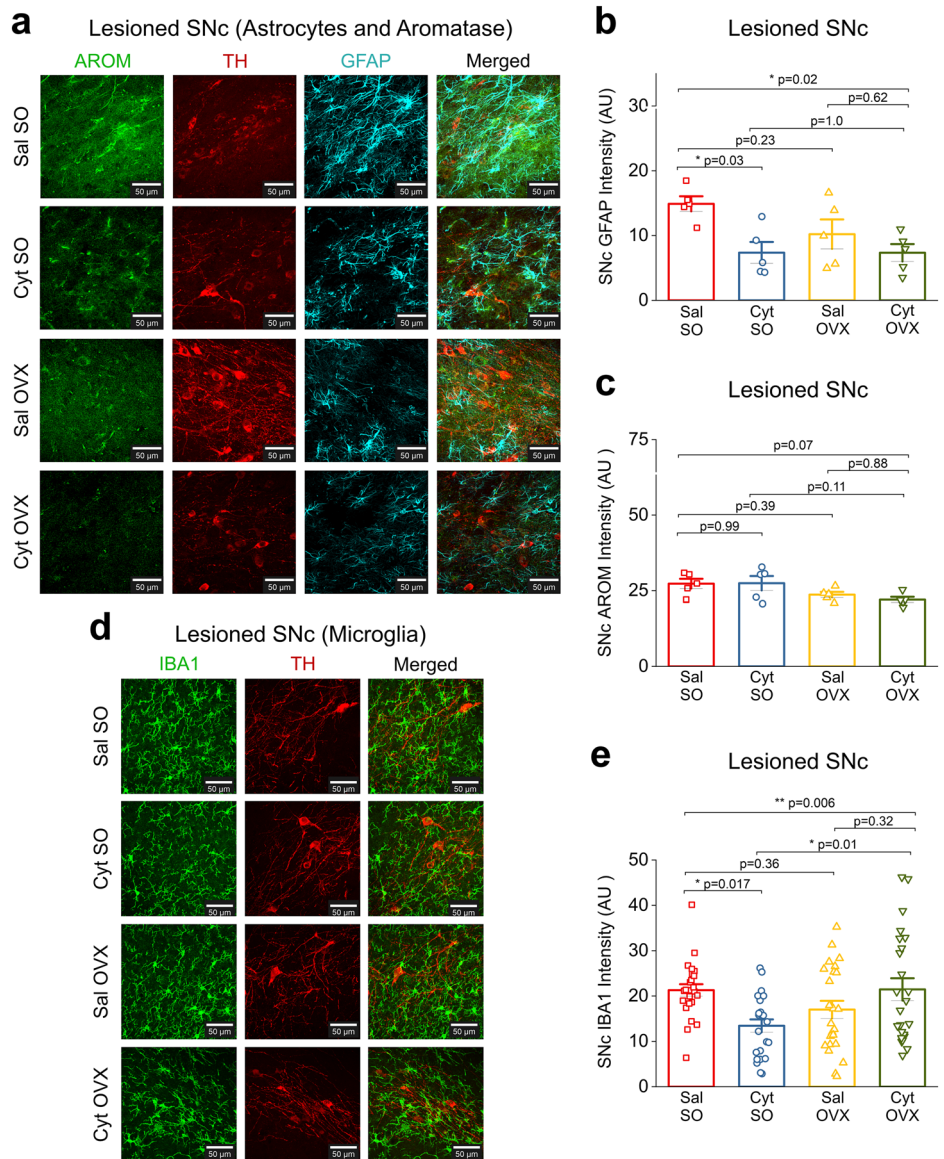 a
Lesioned SNc (Astrocytes and Aromatase)
AROM TH GFAP Merged
Sal SO
50 µm 50 µm 50 µm 50 µm
Cyt SO
50 µm 50 µm 50 µm 50 µm
Sal OVX
50 µm 50 µm 50 µm 50 µm
Cyt OVX
50 µm 50 µm 50 µm 50 µm
b
Lesioned SNc
* p=0.02
p=0.62
p=1.0
p=0.23
* p=0.03
SNc GFAP Intensity (AU)
30
20
10
0
Sal Cyt Sal Cyt
SO SO OVX OVX
c
Lesioned SNc
p=0.07
p=0.88
p=0.11
p=0.39
p=0.99
SNc AROM Intensity (AU)
75
50
25
0
Sal Cyt Sal Cyt
SO SO OVX OVX
d
Lesioned SNc (Microglia)
IBA1 TH Merged
Sal SO
50 µm 50 µm 50 µm
Cyt SO
50 µm 50 µm 50 µm
Sal OVX
50 µm 50 µm 50 µm
Cyt OVX
50 µm 50 µm 50 µm
e
Lesioned SNc
** p=0.006
p=0.32
* p=0.01
p=0.36
* p=0.017
SNc IBA1 Intensity (AU)
50
40
30
20
10
0
Sal Cyt Sal Cyt
SO SO OVX OVX